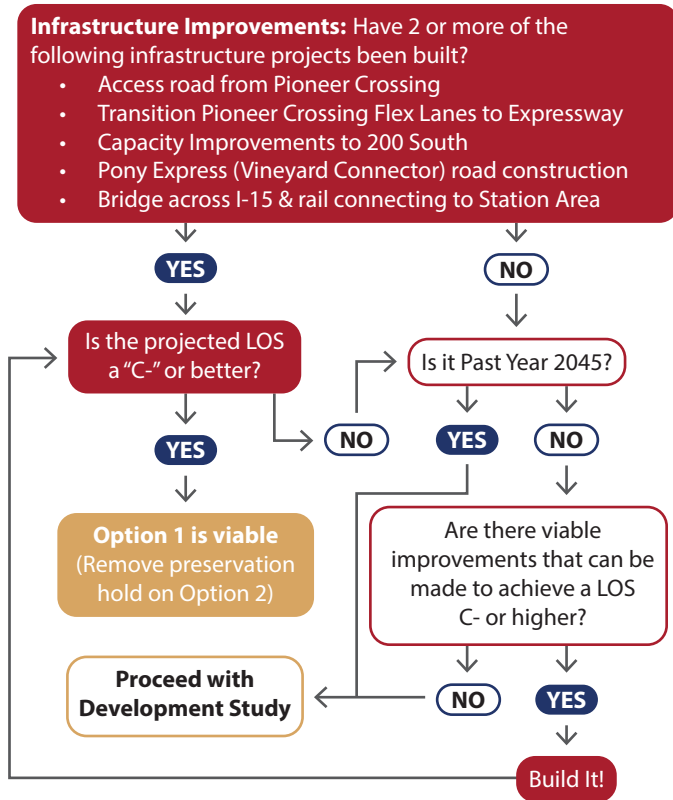 Infrastructure Improvements: Have 2 or more of the
following infrastructure projects been built?
• Access road from Pioneer Crossing
• Transition Pioneer Crossing Flex Lanes to Expressway
• Capacity Improvements to 200 South
• Pony Express (Vineyard Connector) road construction
• Bridge across I-15 & rail connecting to Station Area
YES
NO
Is the projected LOS
a “C-” or better?
Is it Past Year 2045?
YES
NO
YES
NO
Option 1 is viable
(Remove preservation
hold on Option 2)
Are there viable
improvements that can be
made to achieve a LOS
C- or higher?
Proceed with
Development Study
NO
YES
Build It!